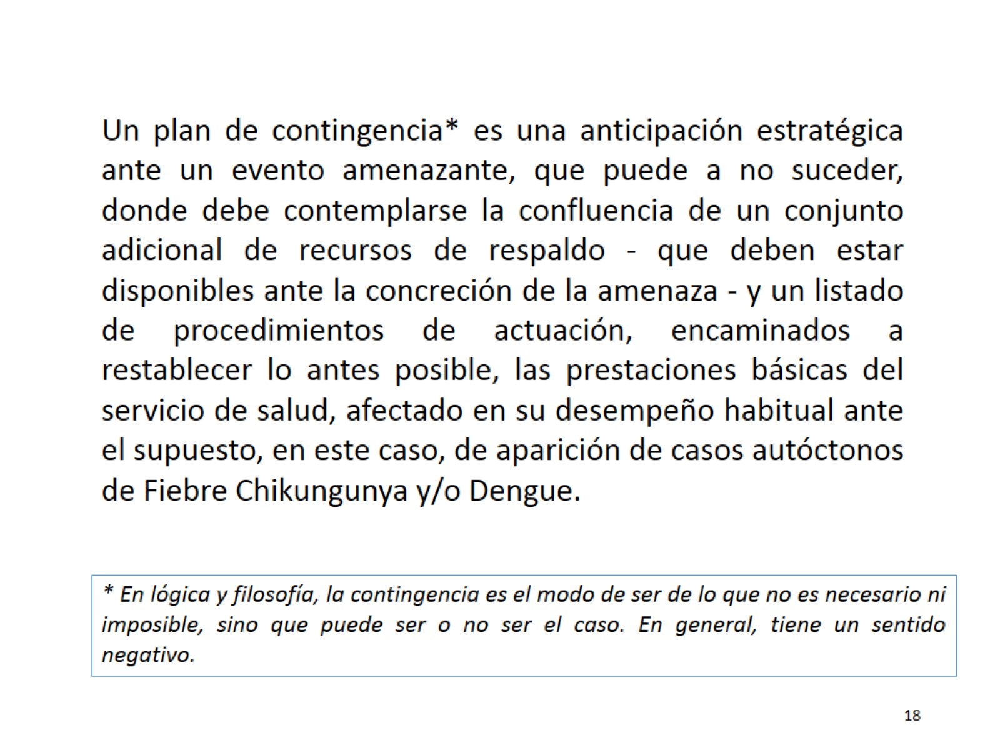 Un plan de contingencia* es una anticipación estratégica
ante un evento amenazante, que puede a no suceder,
donde debe contemplarse la confluencia de un conjunto
adicional de recursos de respaldo - que deben estar
disponibles ante la concreción de la amenaza - y un listado
de procedimientos de actuación, encaminados a
restablecer lo antes posible, las prestaciones básicas del
servicio de salud, afectado en su desempeño habitual ante
el supuesto, en este caso, de aparición de casos autóctonos
de Fiebre Chikungunya y/o Dengue.
* En lógica y filosofía, la contingencia es el modo de ser de lo que no es necesario ni
imposible, sino que puede ser o no ser el caso. En general, tiene un sentido
negativo.
18